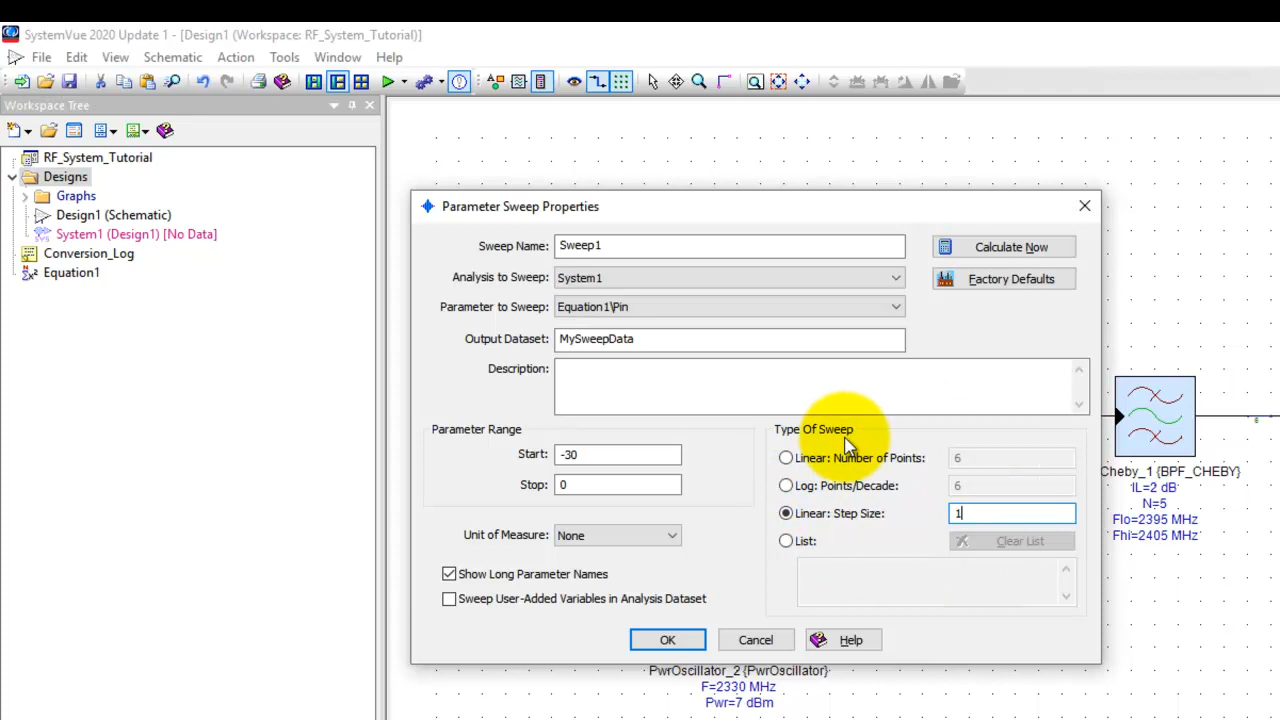 SystemVue 2020 Update 1 - [Design1 (Workspace: RF_System_Tutorial)]
File Edit View Schematic Action Tools Window Help
Workspace Tree
RF_System_Tutorial
Designs
Graphs
Design1 (Schematic)
System1 (Design1) [No Data]
Conversion_Log
Equation1
Parameter Sweep Properties
Sweep Name: Sweep1 Calculate Now
Analysis to Sweep: System1 Factory Defaults
Parameter to Sweep: Equation1\Pin
Output Dataset: MySweepData
Description:
Parameter Range
Start: -30
Stop: 0
Unit of Measure: None
Show Long Parameter Names
Sweep User-Added Variables in Analysis Dataset
Type Of Sweep
Linear: Number of Points: 6
Log: Points/Decade: 6
Linear: Step Size: 1
List: Clear List
OK Cancel Help
Cheby_1 {BPF_CHEBY}
IL=2 dB
N=5
Flo=2395 MHz
Fhi=2405 MHz
6
PwrOscillator_2 {PwrOscillator}
F=2330 MHz
Pwr=7 dBm